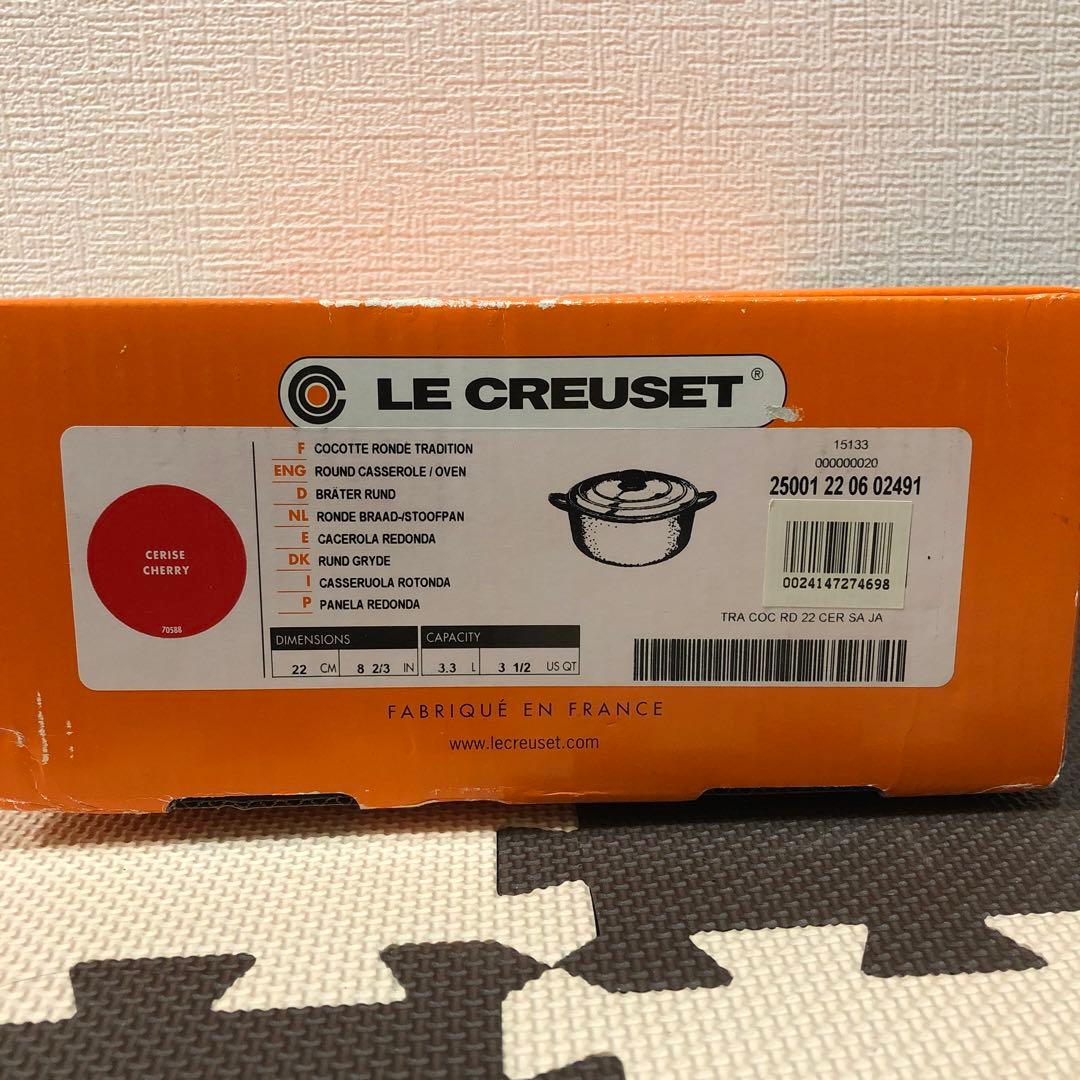 LE CREUSET®
CERISE
CHERRY
70588
F COCOTTE RONDE TRADITION
ENG ROUND CASSEROLE / OVEN
D BRÄTER RUND
NL RONDE BRAAD-/STOOFPAN
E CACEROLA REDONDA
DK RUND GRYDE
I CASSERUOLA ROTONDA
P PANELA REDONDA
DIMENSIONS CAPACITY
22 CM 8 2/3 IN 3.3 L 3 1/2 US QT
15133
000000020
25001 22 06 02491
0024147274698
TRA COC RD 22 CER SA JA
FABRIQUÉ EN FRANCE
www.lecreuset.com